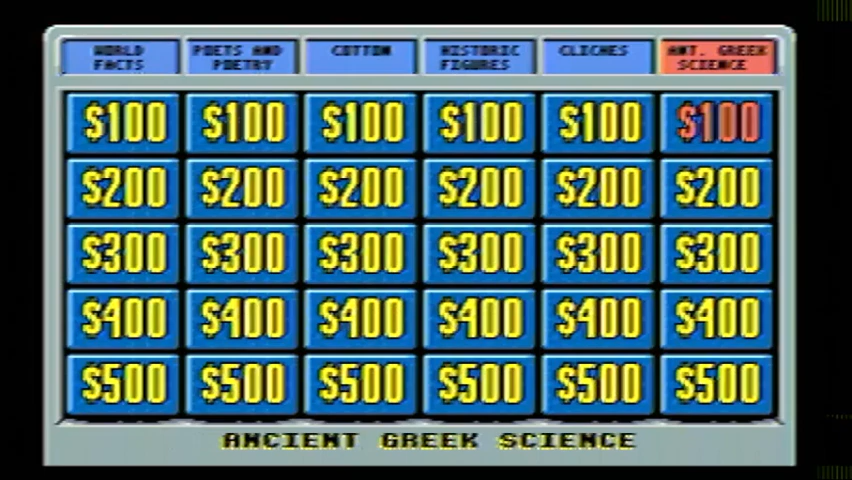 WORLD
FACTS
POETS AND
POETRY
COTTON
HISTORIC
FIGURES
CLICHES
ANT. GREEK
SCIENCE
$100 $100 $100 $100 $100 $100
$200 $200 $200 $200 $200 $200
$300 $300 $300 $300 $300 $300
$400 $400 $400 $400 $400 $400
$500 $500 $500 $500 $500 $500
ANCIENT GREEK SCIENCE